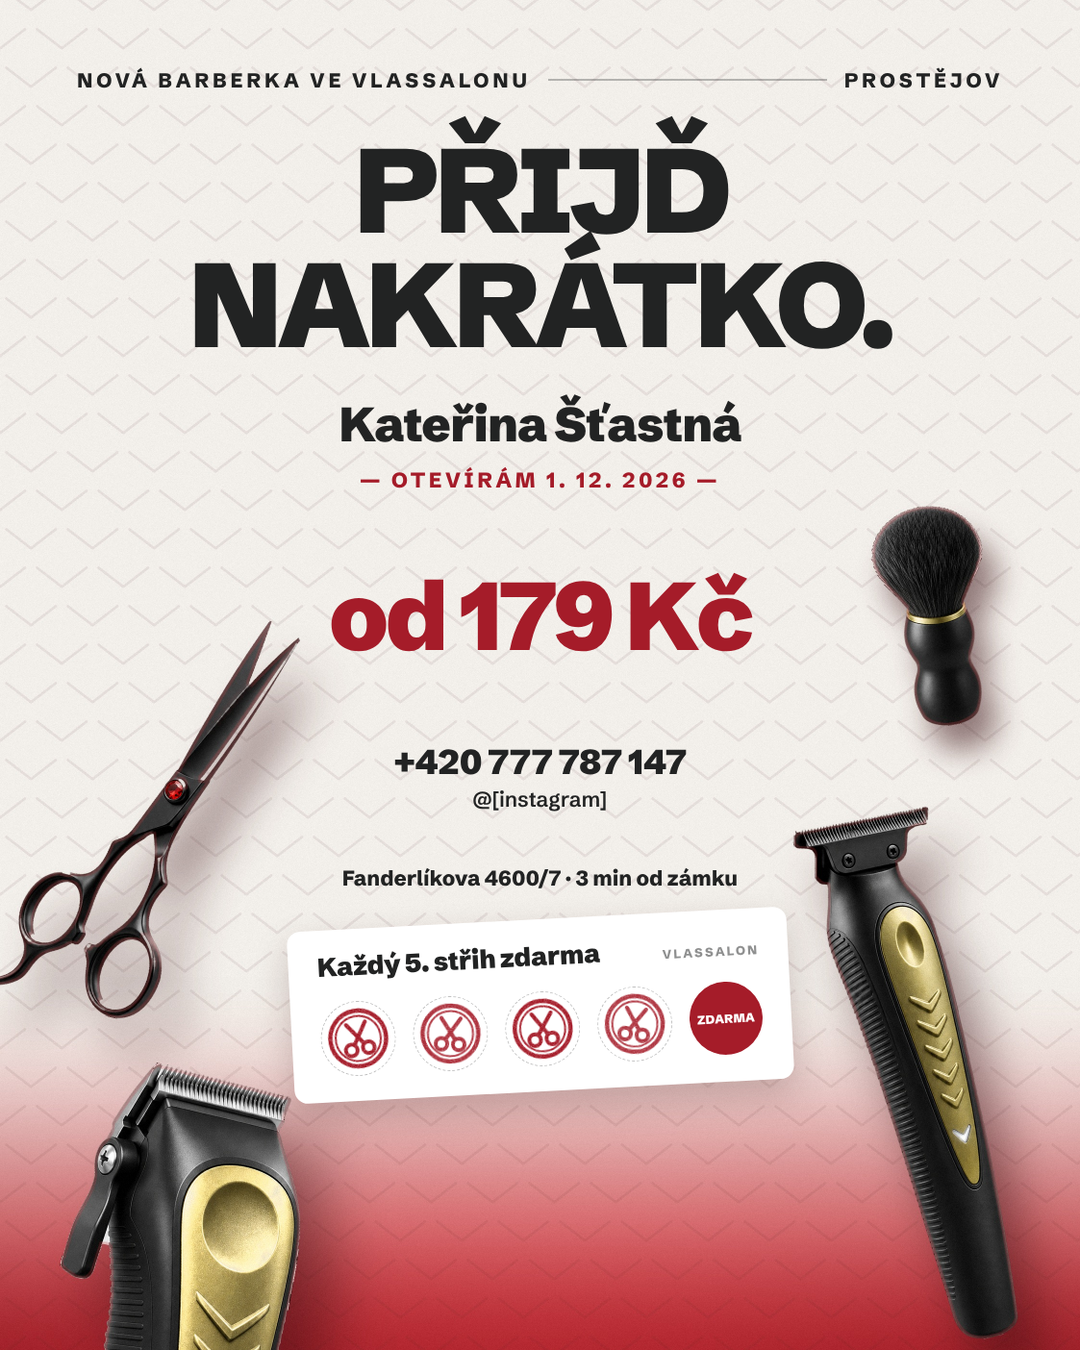 NOVÁ BARBERKA VE VLASSALONU
PROSTĚJOV
PŘIJĎ
NAKRÁTKO.
Kateřina Šťastná
— OTEVÍRÁM 1. 12. 2026 —
od 179 Kč
+420 777 787 147
@[instagram]
Fanderlíkova 4600/7 · 3 min od zámku
Každý 5. střih zdarma
VLASSALON
ZDARMA